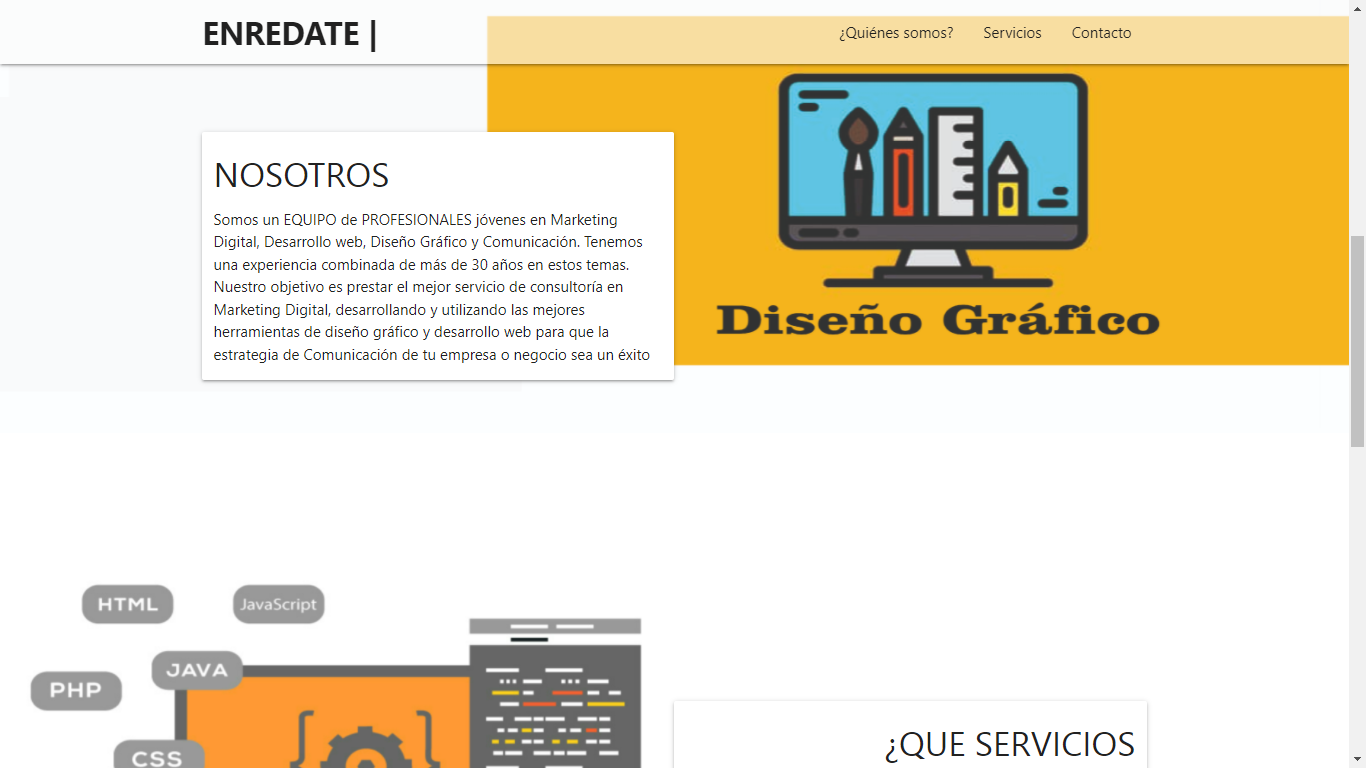 ENREDATE |
¿Quiénes somos?
Servicios
Contacto
NOSOTROS
Somos un EQUIPO de PROFESIONALES jóvenes en Marketing
Digital, Desarrollo web, Diseño Gráfico y Comunicación. Tenemos
una experiencia combinada de más de 30 años en estos temas.
Nuestro objetivo es prestar el mejor servicio de consultoría en
Marketing Digital, desarrollando y utilizando las mejores
herramientas de diseño gráfico y desarrollo web para que la
estrategia de Comunicación de tu empresa o negocio sea un éxito
Diseño Gráfico
HTML
JavaScript
JAVA
PHP
CSS
¿QUE SERVICIOS